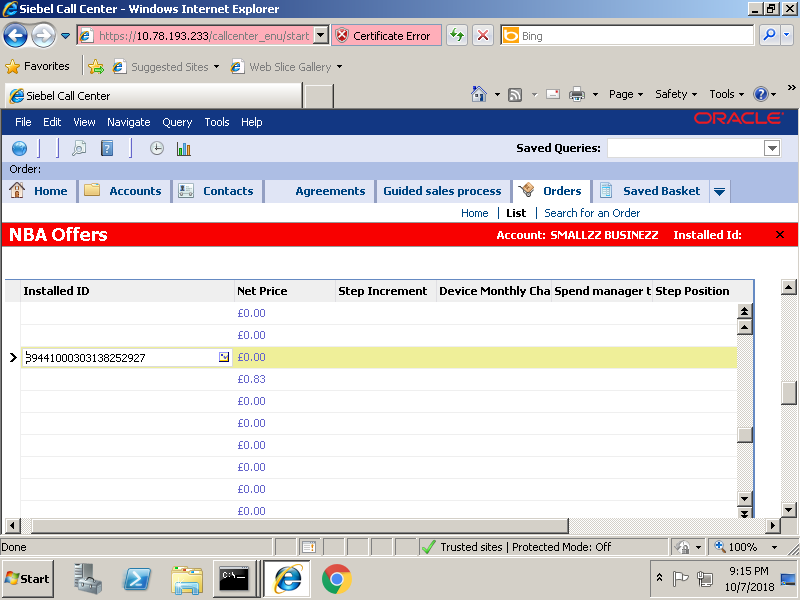 Siebel Call Center - Windows Internet Explorer
https://10.78.193.233/callcenter_enu/start
Certificate Error
Bing
Favorites
Suggested Sites
Web Slice Gallery
Siebel Call Center
Page
Safety
Tools
File Edit View Navigate Query Tools Help
ORACLE
Saved Queries:
Order:
Home Accounts Contacts Agreements Guided sales process Orders Saved Basket
Home | List | Search for an Order
NBA Offers
Account: SMALLZZ BUSINEZZ Installed Id:
Installed ID Net Price Step Increment Device Monthly Cha Spend manager t Step Position
£0.00
£0.00
39441000303138252927 £0.00
£0.83
£0.00
£0.00
£0.00
£0.00
£0.00
£0.00
Done
Trusted sites | Protected Mode: Off
100%
Start
C:\
9:15 PM
10/7/2018